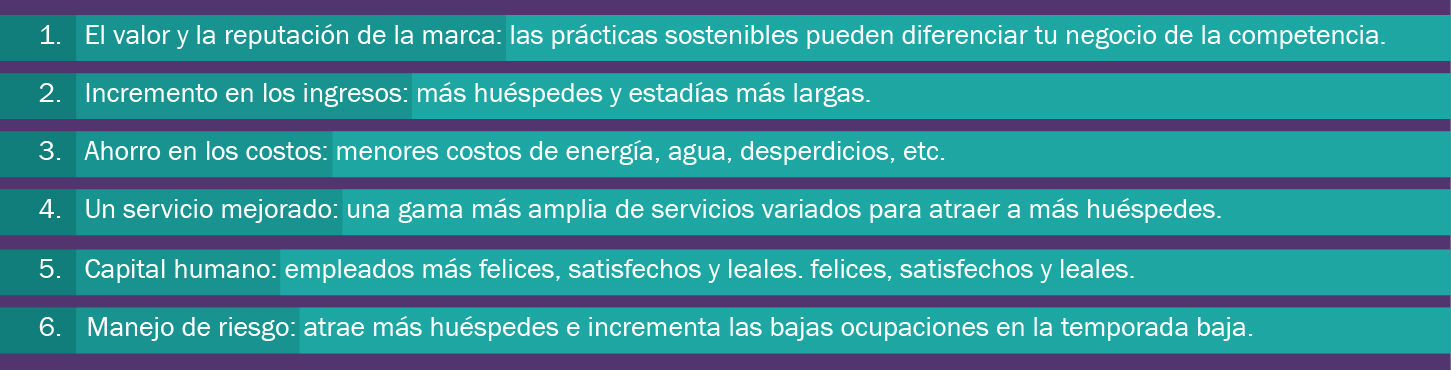 1. El valor y la reputación de la marca: las prácticas sostenibles pueden diferenciar tu negocio de la competencia.
2. Incremento en los ingresos: más huéspedes y estadías más largas.
3. Ahorro en los costos: menores costos de energía, agua, desperdicios, etc.
4. Un servicio mejorado: una gama más amplia de servicios variados para atraer a más huéspedes.
5. Capital humano: empleados más felices, satisfechos y leales. felices, satisfechos y leales.
6. Manejo de riesgo: atrae más huéspedes e incrementa las bajas ocupaciones en la temporada baja.